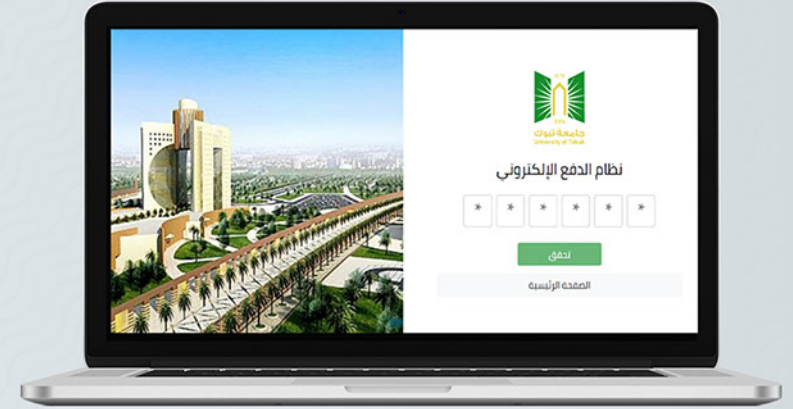 جامعة تبوك
University of Tabuk
نظام الدفع الإلكتروني
* * * * * *
تحقق
الصفحة الرئيسية